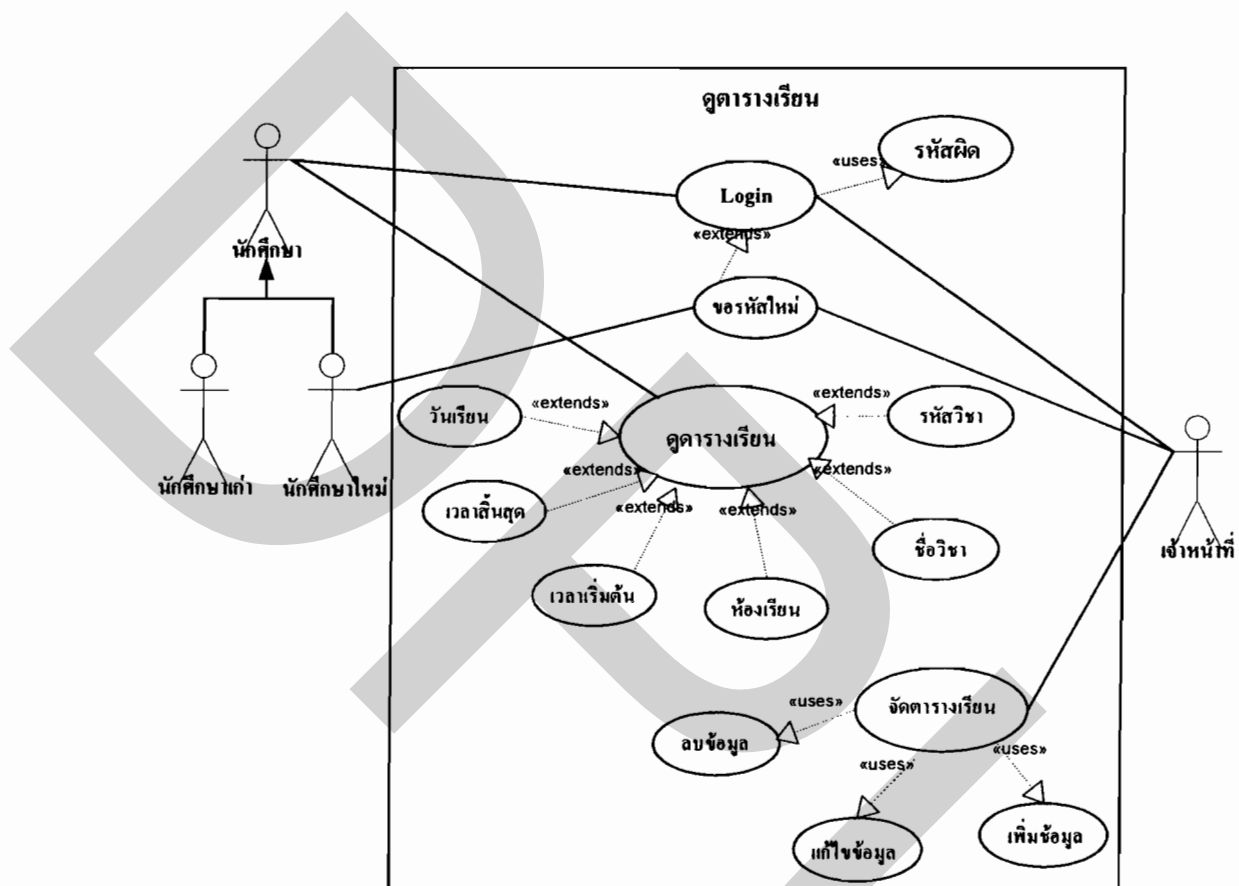 ดูตารางเรียน
รหัสผิด
«uses»
Login
«extends»
นักศึกษา
ขอรหัสใหม่
«extends»
«extends»
วันเรียน
ดูตารางเรียน
รหัสวิชา
นักศึกษาเก่า
นักศึกษาใหม่
«extends»
«extends»
เวลาสิ้นสุด
«extends»
«extends»
ชื่อวิชา
เจ้าหน้าที่
เวลาเริ่มต้น
ห้องเรียน
«uses»
จัดตารางเรียน
ลบข้อมูล
«uses»
«uses»
แก้ไขข้อมูล
เพิ่มข้อมูล